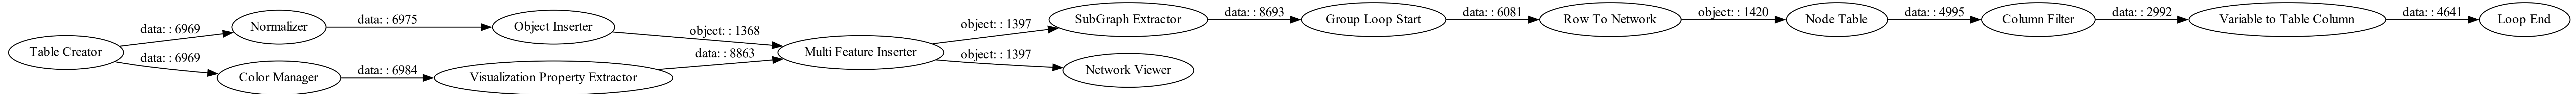 Table Creator
data: : 6969
data: : 6969
Normalizer
Color Manager
data: : 6975
data: : 6984
Object Inserter
Visualization Property Extractor
object: : 1368
data: : 8863
Multi Feature Inserter
object: : 1397
object: : 1397
SubGraph Extractor
Network Viewer
data: : 8693
Group Loop Start
data: : 6081
Row To Network
object: : 1420
Node Table
data: : 4995
Column Filter
data: : 2992
Variable to Table Column
data: : 4641
Loop End